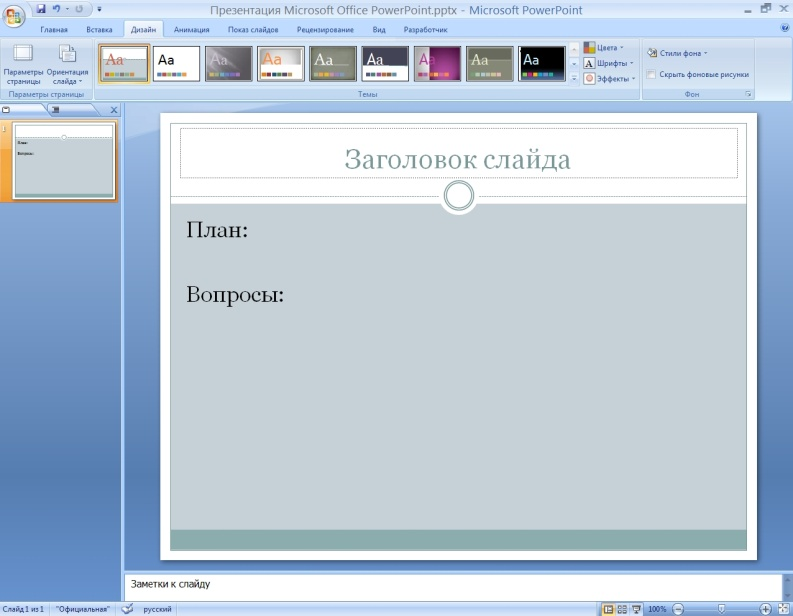 Презентация Microsoft Office PowerPoint.pptx - Microsoft PowerPoint
Главная Вставка Дизайн Анимация Показ слайдов Рецензирование Вид Разработчик
Параметры страницы
Ориентация слайда
Aa Aa Aa Aa Aa Aa Aa Aa Aa
Цвета
Шрифты
Эффекты
Стили фона
Скрыть фоновые рисунки
Параметры страницы Темы Фон
1
План:
Вопросы:
Заголовок слайда
План:
Вопросы:
Заметки к слайду
Слайд 1 из 1 "Официальная" русский 100%